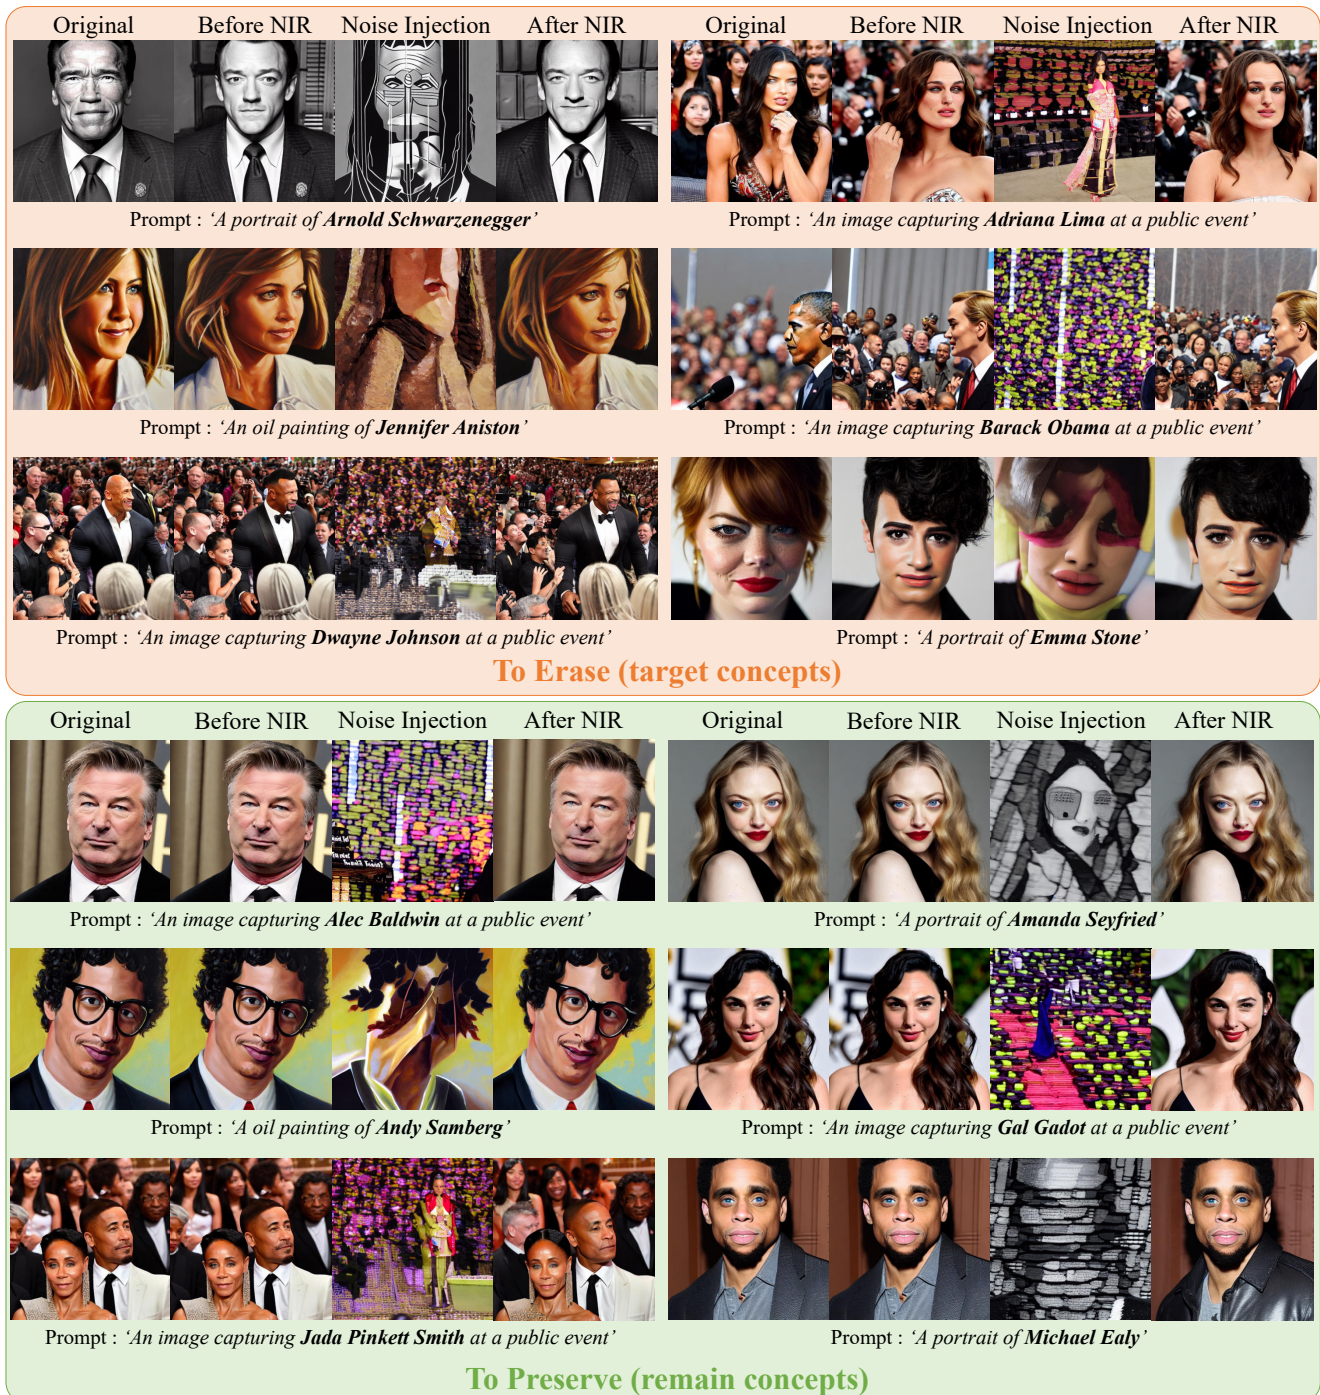 Original Before NIR Noise Injection After NIR Original Before NIR Noise Injection After NIR
Prompt : ‘A portrait of Arnold Schwarzenegger’
Prompt : ‘An image capturing Adriana Lima at a public event’
Prompt : ‘An oil painting of Jennifer Aniston’
Prompt : ‘An image capturing Barack Obama at a public event’
Prompt : ‘An image capturing Dwayne Johnson at a public event’
Prompt : ‘A portrait of Emma Stone’
To Erase (target concepts)
Original Before NIR Noise Injection After NIR Original Before NIR Noise Injection After NIR
Prompt : ‘An image capturing Alec Baldwin at a public event’
Prompt : ‘A portrait of Amanda Seyfried’
Prompt : ‘A oil painting of Andy Samberg’
Prompt : ‘An image capturing Gal Gadot at a public event’
Prompt : ‘An image capturing Jada Pinkett Smith at a public event’
Prompt : ‘A portrait of Michael Ealy’
To Preserve (remain concepts)